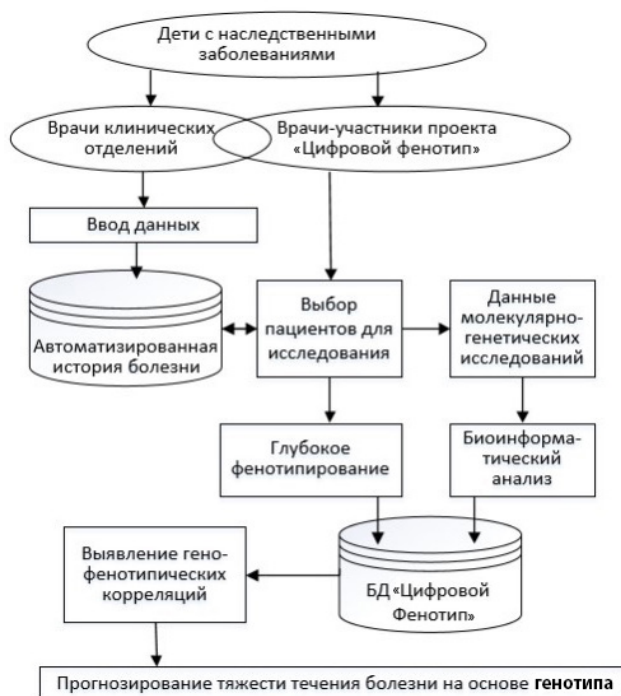 Дети с наследственными
заболеваниями
Врачи клинических
отделений
Врачи-участники проекта
«Цифровой фенотип»
Ввод данных
Автоматизированная
история болезни
Выбор
пациентов для
исследования
Данные
молекулярно-
генетических
исследований
Глубокое
фенотипирование
Биоинформа-
тический
анализ
Выявление гено-
фенотипических
корреляций
БД «Цифровой
Фенотип»
Прогнозирование тяжести течения болезни на основе генотипа